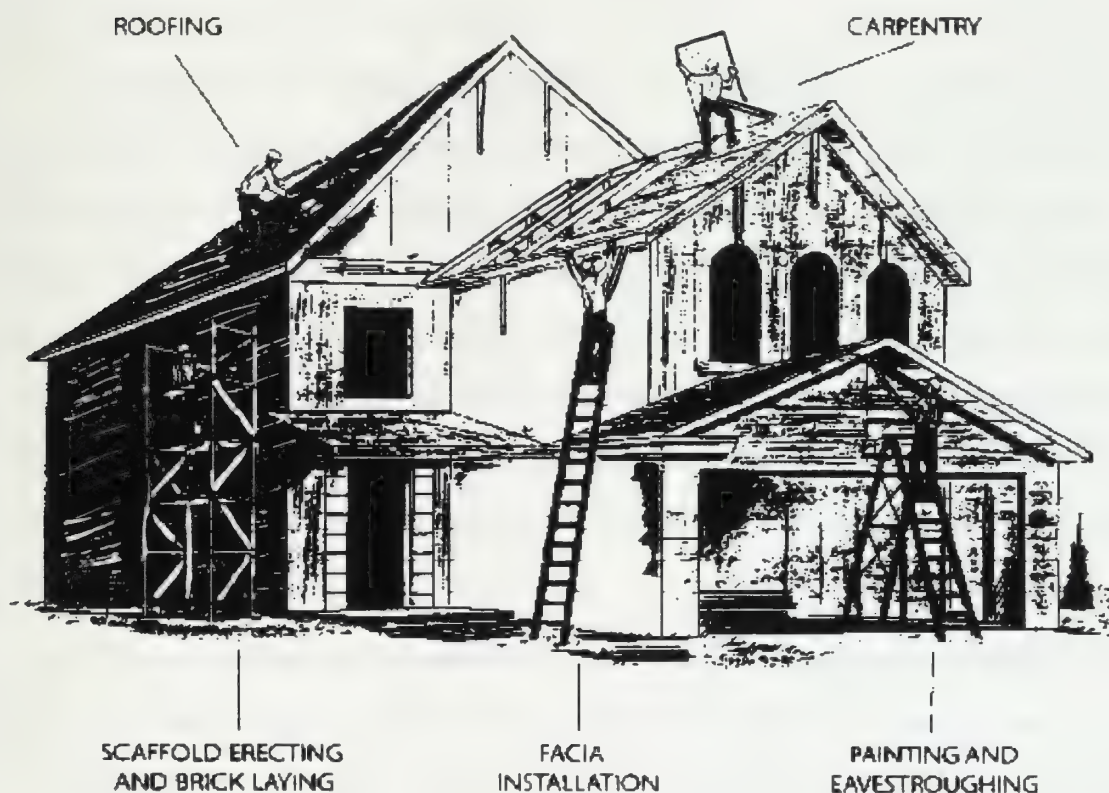 ROOFING
CARPENTRY
SCAFFOLD ERECTING
AND BRICK LAYING
FACIA
INSTALLATION
PAINTING AND
EAVESTROUGHING